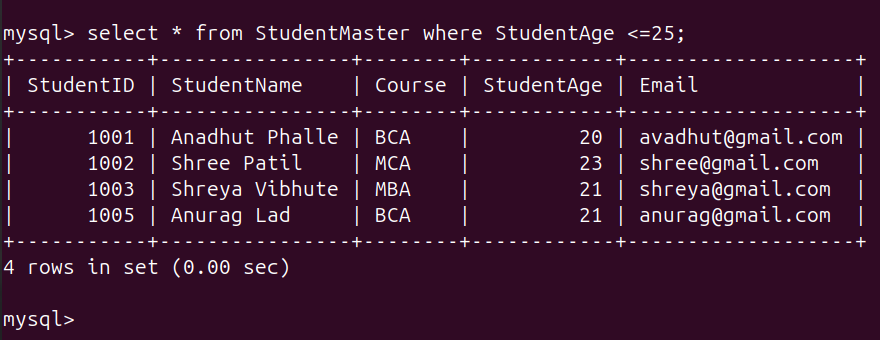 mysql> select * from StudentMaster where StudentAge <=25;
+-----------+----------------+--------+------------+-------------------+
| StudentID | StudentName    | Course | StudentAge | Email             |
+-----------+----------------+--------+------------+-------------------+
|      1001 | Anadhut Phalle | BCA    |         20 | avadhut@gmail.com |
|      1002 | Shree Patil    | MCA    |         23 | shree@gmail.com   |
|      1003 | Shreya Vibhute | MBA    |         21 | shreya@gmail.com  |
|      1005 | Anurag Lad     | BCA    |         21 | anurag@gmail.com  |
+-----------+----------------+--------+------------+-------------------+
4 rows in set (0.00 sec)
mysql>